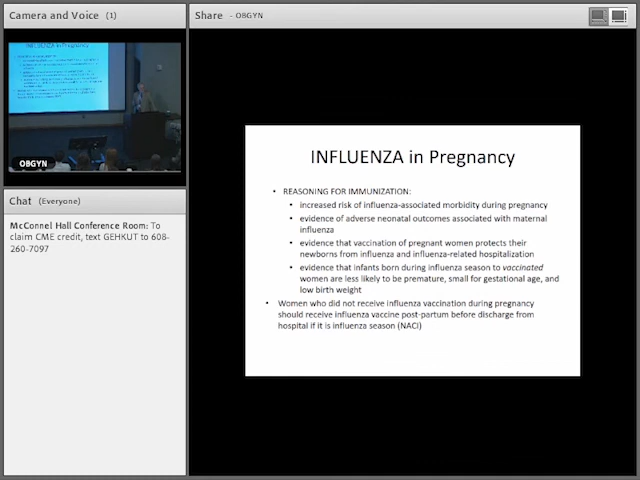 Camera and Voice (1)
INFLUENZA in Pregnancy
OBGYN
Chat (Everyone)
McConnel Hall Conference Room: To
claim CME credit, text GEHKUT to 608-
260-7097
Share - OBGYN
INFLUENZA in Pregnancy
• REASONING FOR IMMUNIZATION:
• increased risk of influenza-associated morbidity during pregnancy
• evidence of adverse neonatal outcomes associated with maternal
influenza
• evidence that vaccination of pregnant women protects their
newborns from influenza and influenza-related hospitalization
• evidence that infants born during influenza season to vaccinated
women are less likely to be premature, small for gestational age, and
low birth weight
• Women who did not receive influenza vaccination during pregnancy
should receive influenza vaccine post-partum before discharge from
hospital if it is influenza season (NACI)